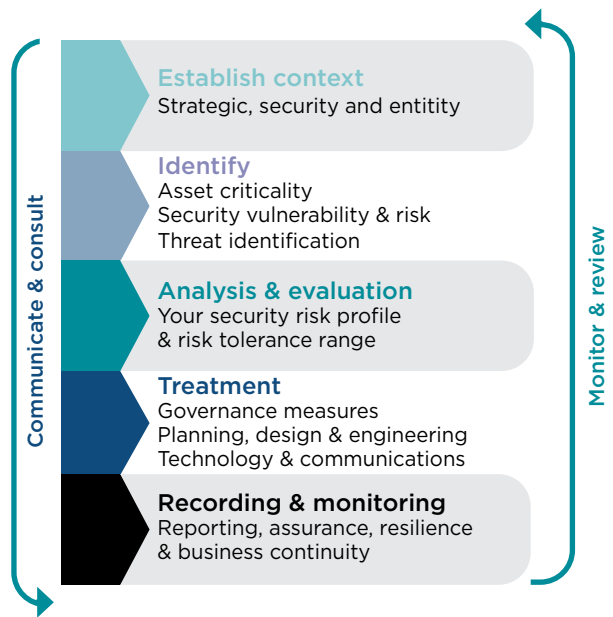 Communicate & consult
Establish context
Strategic, security and entitity
Identify
Asset criticality
Security vulnerability & risk
Threat identification
Analysis & evaluation
Your security risk profile
& risk tolerance range
Treatment
Governance measures
Planning, design & engineering
Technology & communications
Recording & monitoring
Reporting, assurance, resilience
& business continuity
Monitor & review